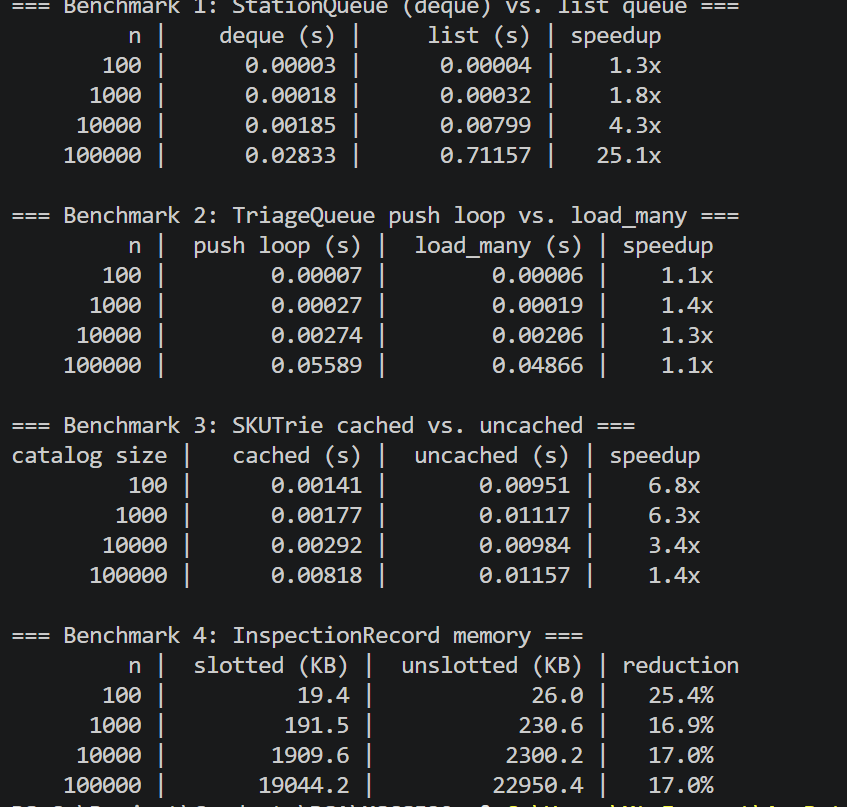 === Benchmark 1: StationQueue (deque) vs. list queue ===
n | deque (s) | list (s) | speedup
100 | 0.00003 | 0.00004 | 1.3x
1000 | 0.00018 | 0.00032 | 1.8x
10000 | 0.00185 | 0.00799 | 4.3x
100000 | 0.02833 | 0.71157 | 25.1x
=== Benchmark 2: TriageQueue push loop vs. load_many ===
n | push loop (s) | load_many (s) | speedup
100 | 0.00007 | 0.00006 | 1.1x
1000 | 0.00027 | 0.00019 | 1.4x
10000 | 0.00274 | 0.00206 | 1.3x
100000 | 0.05589 | 0.04866 | 1.1x
=== Benchmark 3: SKUTrie cached vs. uncached ===
catalog size | cached (s) | uncached (s) | speedup
100 | 0.00141 | 0.00951 | 6.8x
1000 | 0.00177 | 0.01117 | 6.3x
10000 | 0.00292 | 0.00984 | 3.4x
100000 | 0.00818 | 0.01157 | 1.4x
=== Benchmark 4: InspectionRecord memory ===
n | slotted (KB) | unslotted (KB) | reduction
100 | 19.4 | 26.0 | 25.4%
1000 | 191.5 | 230.6 | 16.9%
10000 | 1909.6 | 2300.2 | 17.0%
100000 | 19044.2 | 22950.4 | 17.0%